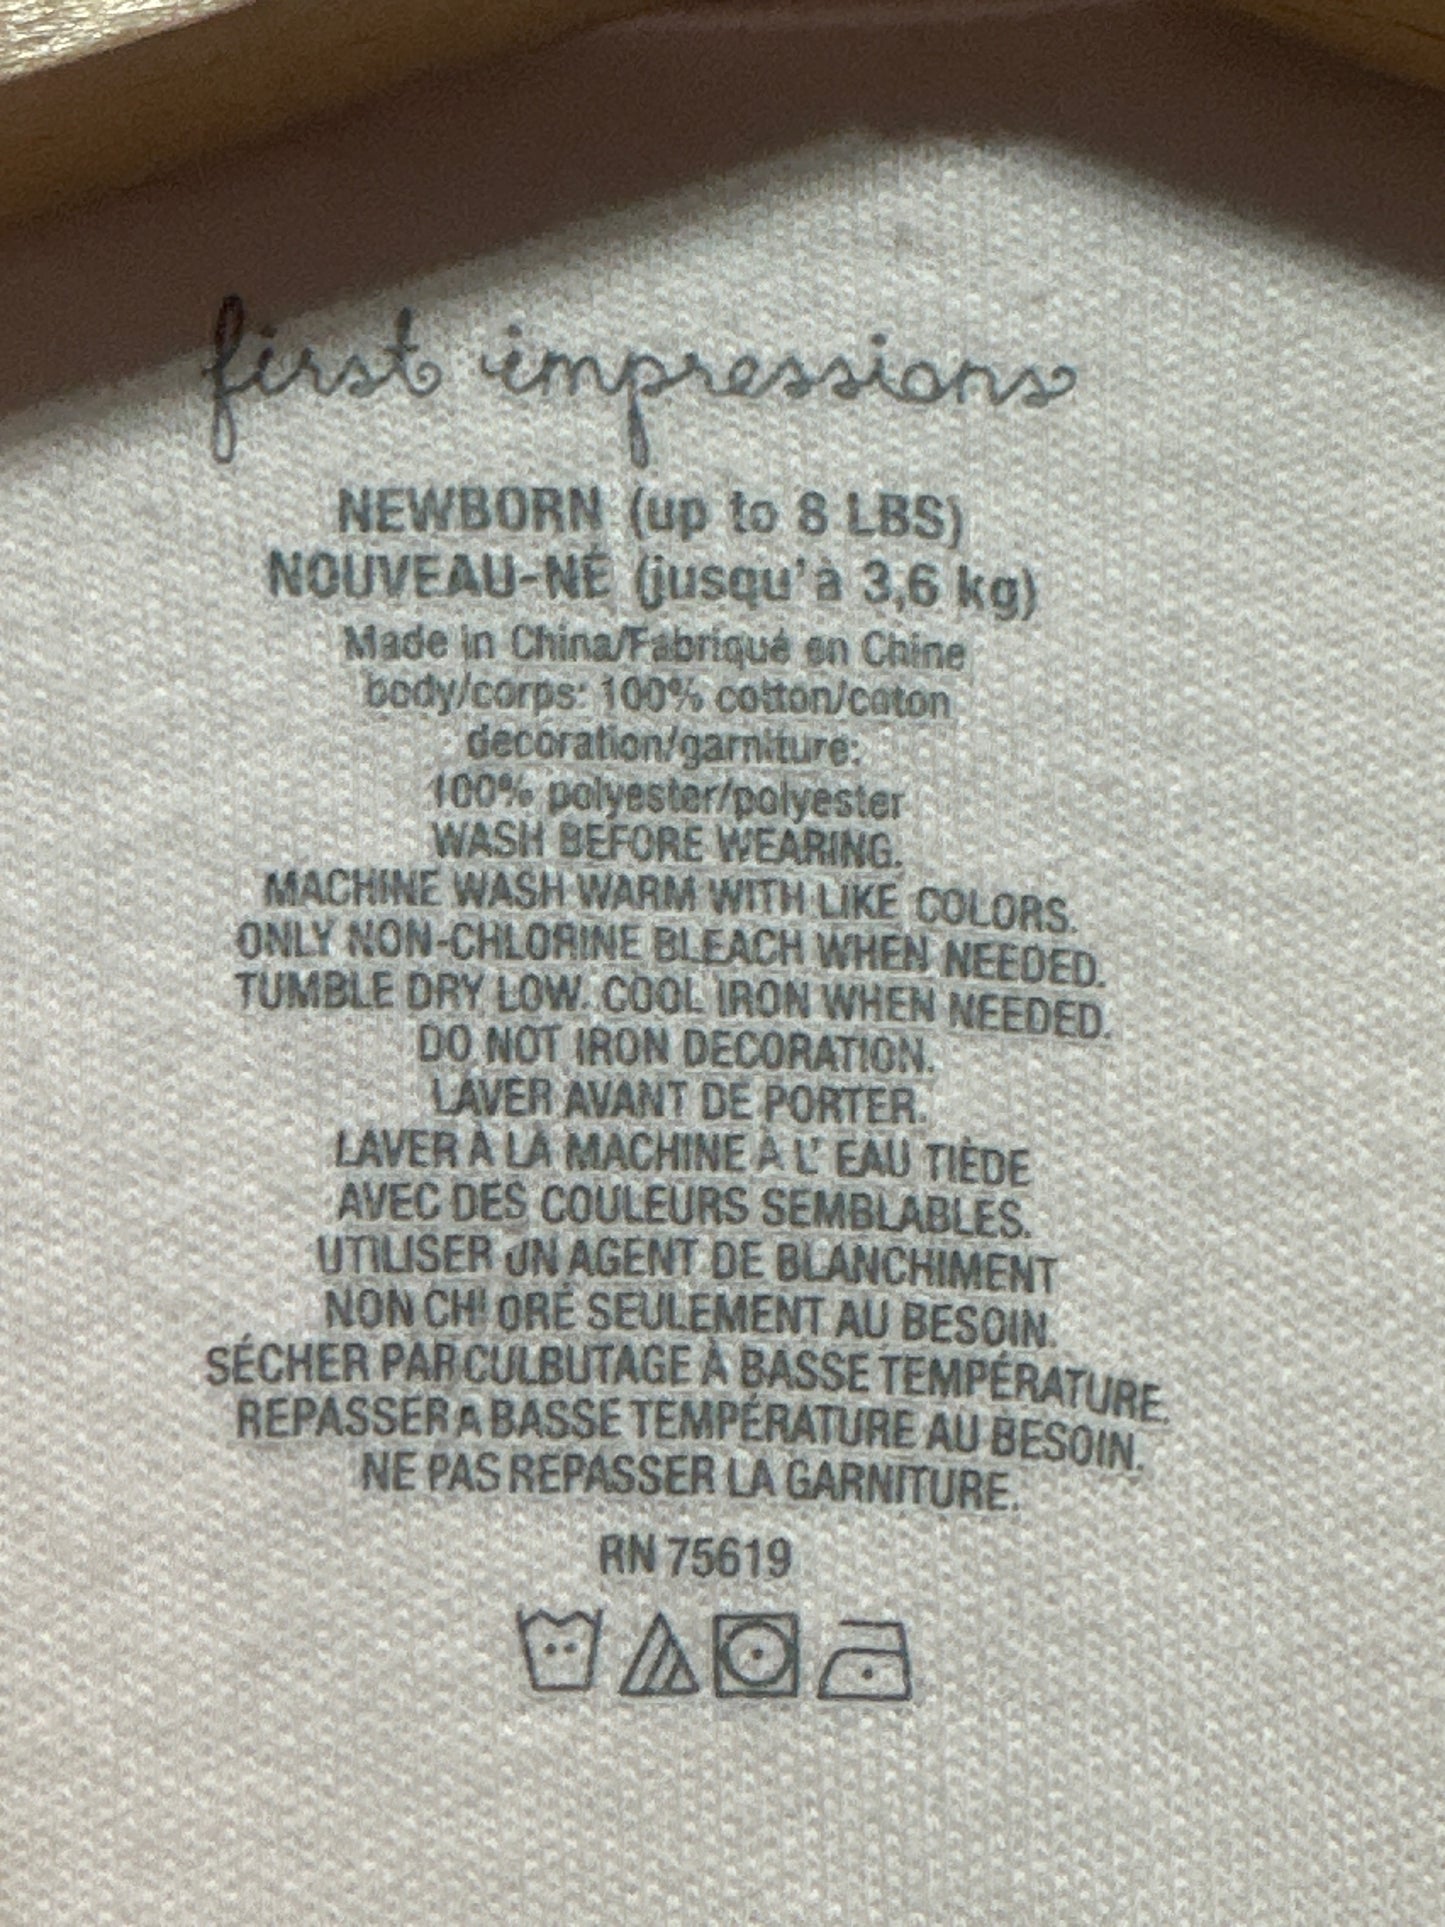 first impressions
NEWBORN (up to 8 LBS)
NOUVEAU-NÉ (jusqu'à 3,6 kg)
Made in China/Fabriqué en Chine
body/corps: 100% cotton/coton
decoration/garniture:
100% polyester/polyester
WASH BEFORE WEARING.
MACHINE WASH WARM WITH LIKE COLORS.
ONLY NON-CHLORINE BLEACH WHEN NEEDED.
TUMBLE DRY LOW. COOL IRON WHEN NEEDED.
DO NOT IRON DECORATION.
LAVER AVANT DE PORTER.
LAVER À LA MACHINE À L' EAU TIÈDE
AVEC DES COULEURS SEMBLABLES.
UTILISER UN AGENT DE BLANCHIMENT
NON CHLORÉ SEULEMENT AU BESOIN.
SÉCHER PAR CULBUTAGE À BASSE TEMPÉRATURE.
REPASSER A BASSE TEMPÉRATURE AU BESOIN.
NE PAS REPASSER LA GARNITURE.
RN 75619